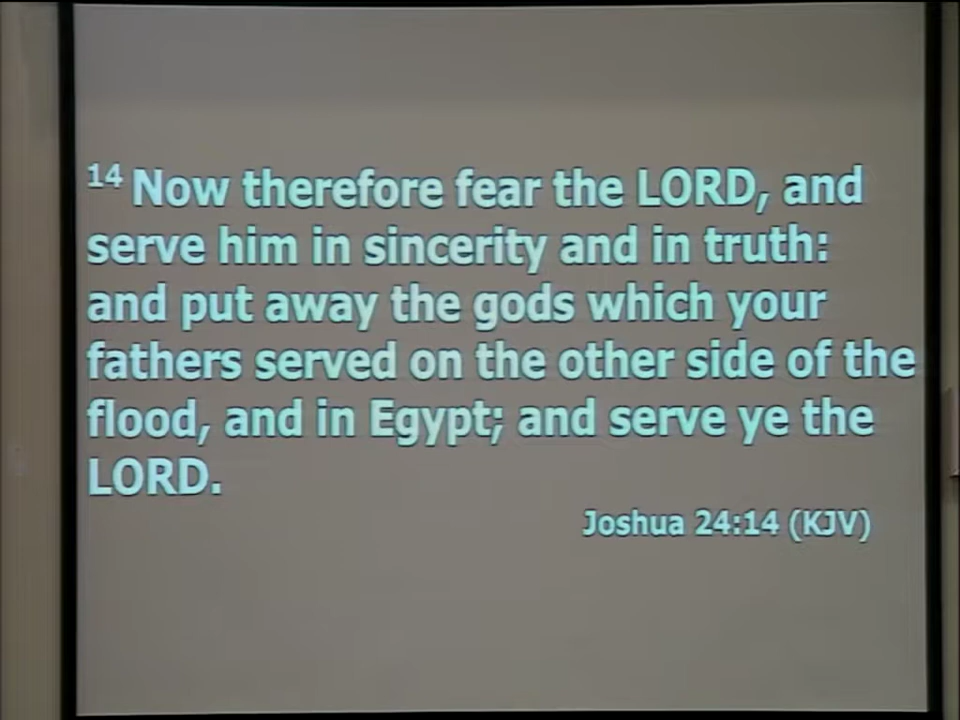 14 Now therefore fear the LORD, and
serve him in sincerity and in truth:
and put away the gods which your
fathers served on the other side of the
flood, and in Egypt; and serve ye the
LORD.
Joshua 24:14 (KJV)